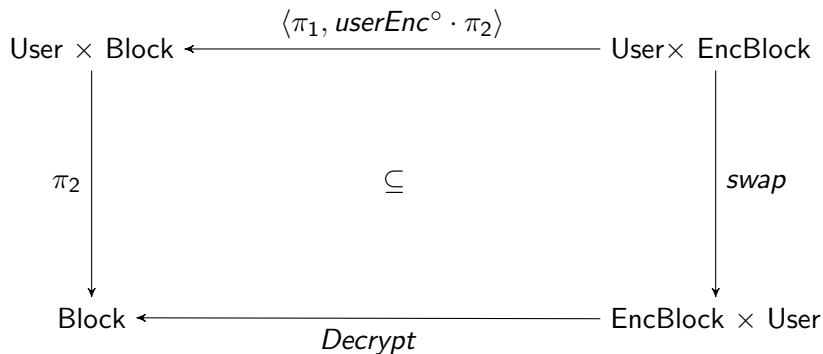 ⟨π₁, userEnc° · π₂⟩
User × Block
User× EncBlock
π₂
⊆
swap
Block
EncBlock × User
Decrypt